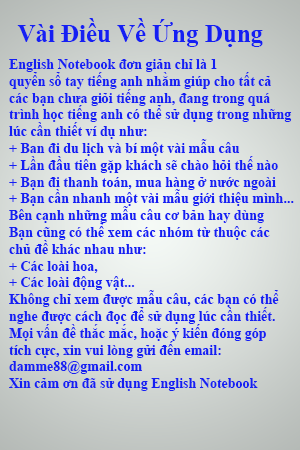 Vài Điều Về Ứng Dụng
English Notebook đơn giản chỉ là 1
quyển sổ tay tiếng anh nhằm giúp cho tất cả
các bạn chưa giỏi tiếng anh, đang trong quá
trình học tiếng anh có thể sử dụng trong những
lúc cần thiết ví dụ như:
+ Bạn đi du lịch và bí một vài mẫu câu
+ Lần đầu tiên gặp khách sẽ chào hỏi thế nào
+ Bạn đi thanh toán, mua hàng ở nước ngoài
+ Bạn cần nhanh một vài mẫu giới thiệu mình...
Bên cạnh những mẫu câu cơ bản hay dùng
Bạn cũng có thể xem các nhóm từ thuộc các
chủ đề khác nhau như:
+ Các loài hoa,
+ Các loài động vật...
Không chỉ xem được mẫu câu, các bạn có thể
nghe được cách đọc để sử dụng lúc cần thiết.
Mọi vấn đề thắc mắc, hoặc ý kiến đóng góp
tích cực, xin vui lòng gửi đến email:
damme88@gmail.com
Xin cảm ơn đã sử dụng English Notebook